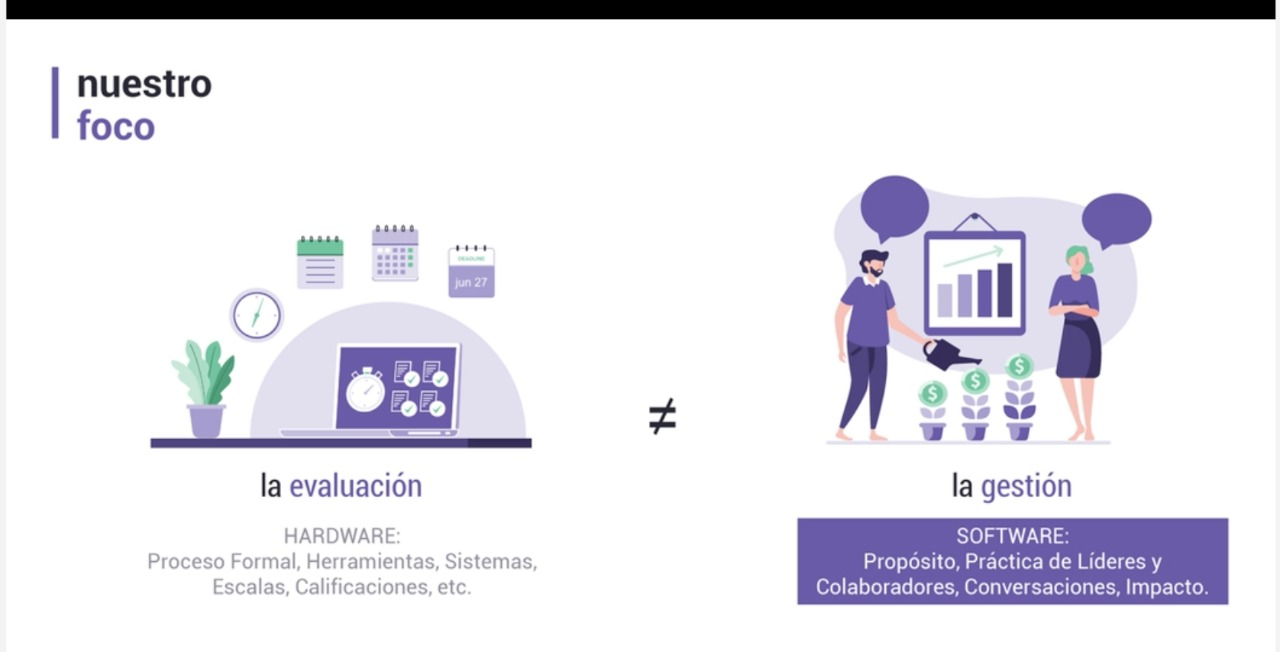 nuestro
foco
DEADLINE
jun 27
≠
la evaluación
HARDWARE:
Proceso Formal, Herramientas, Sistemas,
Escalas, Calificaciones, etc.
$ $ $
la gestión
SOFTWARE:
Propósito, Práctica de Líderes y
Colaboradores, Conversaciones, Impacto.